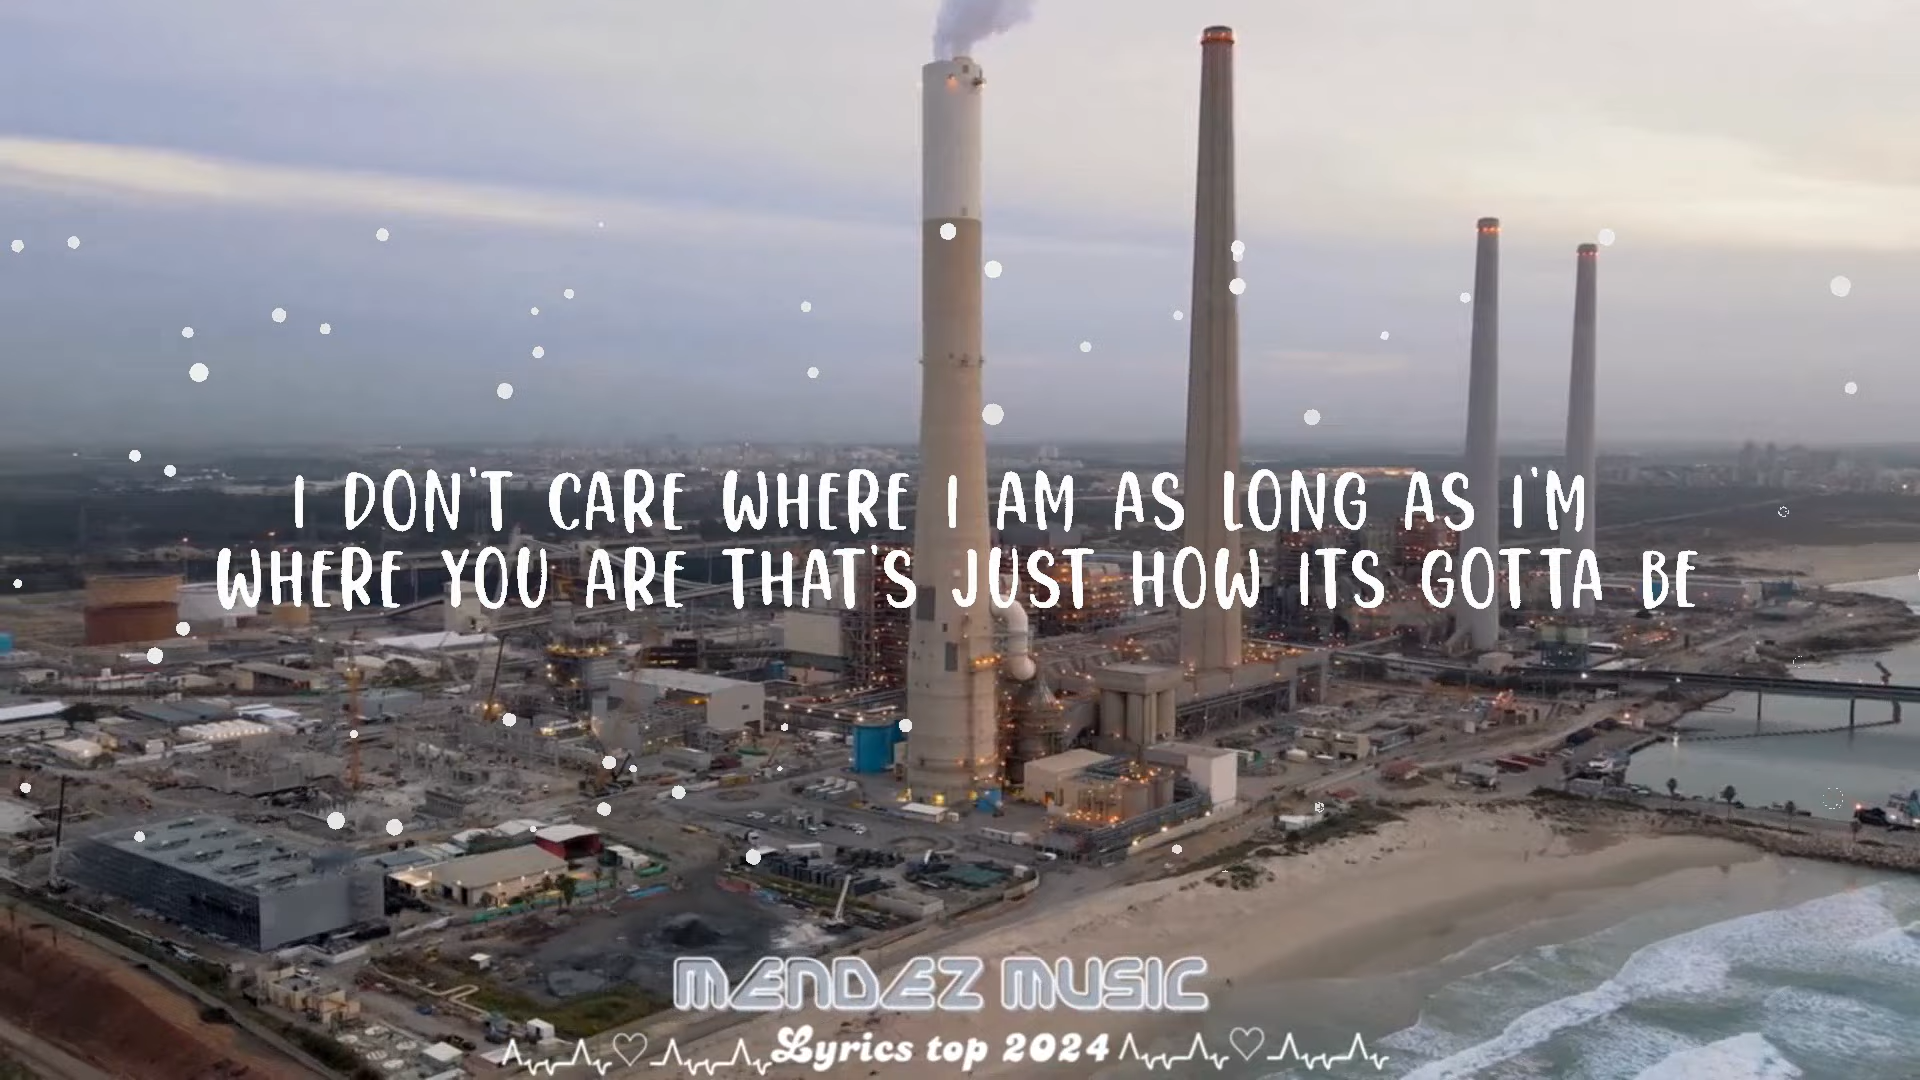 I DON'T CARE WHERE I AM AS LONG AS I'M
WHERE YOU ARE THAT'S JUST HOW ITS GOTTA BE
MENDEZ MUSIC
Lyrics top 2024